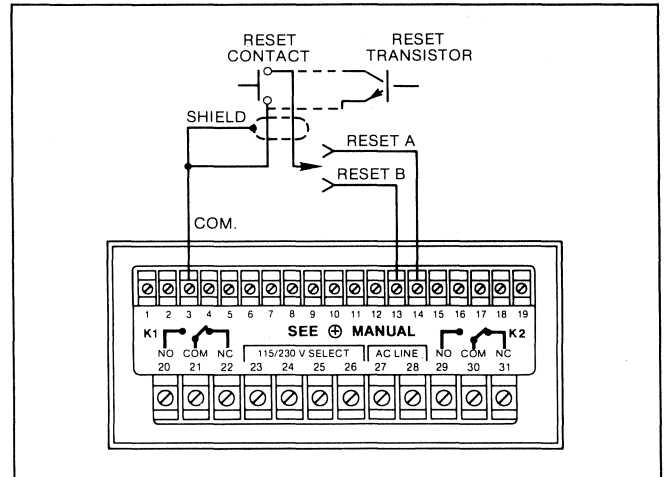 RESET CONTACT
RESET TRANSISTOR
SHIELD
RESET A
RESET B
COM.
1 2 3 4 5 6 7 8 9 10 11 12 13 14 15 16 17 18 19
K1 SEE ⊕ MANUAL K2
NO COM NC 115/230 V SELECT AC LINE NO COM NC
20 21 22 23 24 25 26 27 28 29 30 31